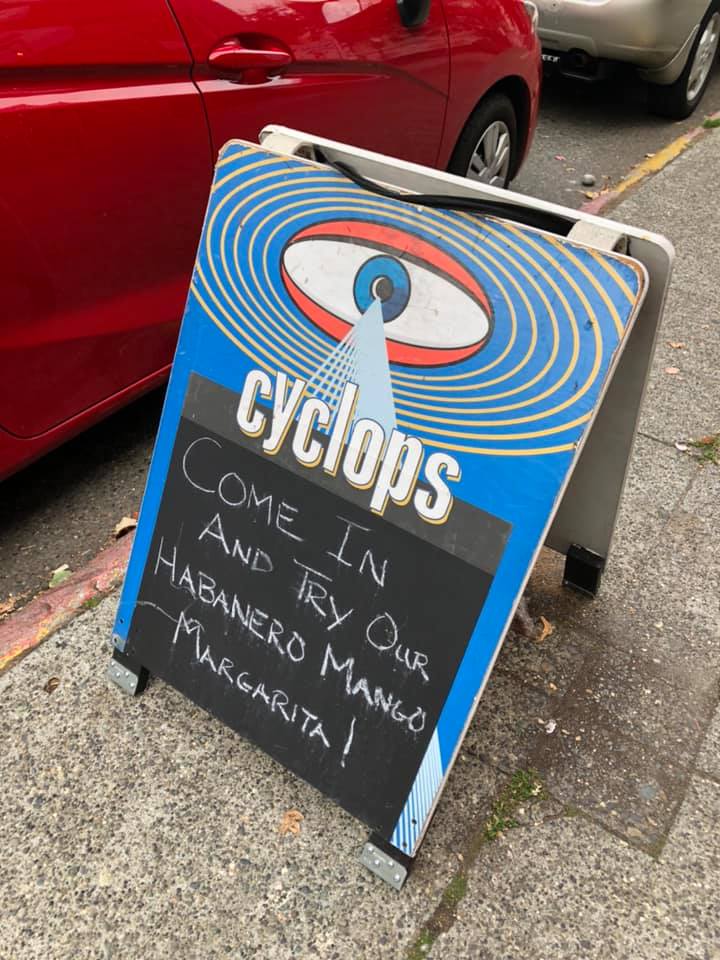 cyclops
COME IN
AND TRY OUR
HABANERO MANGO
MARGARITA!